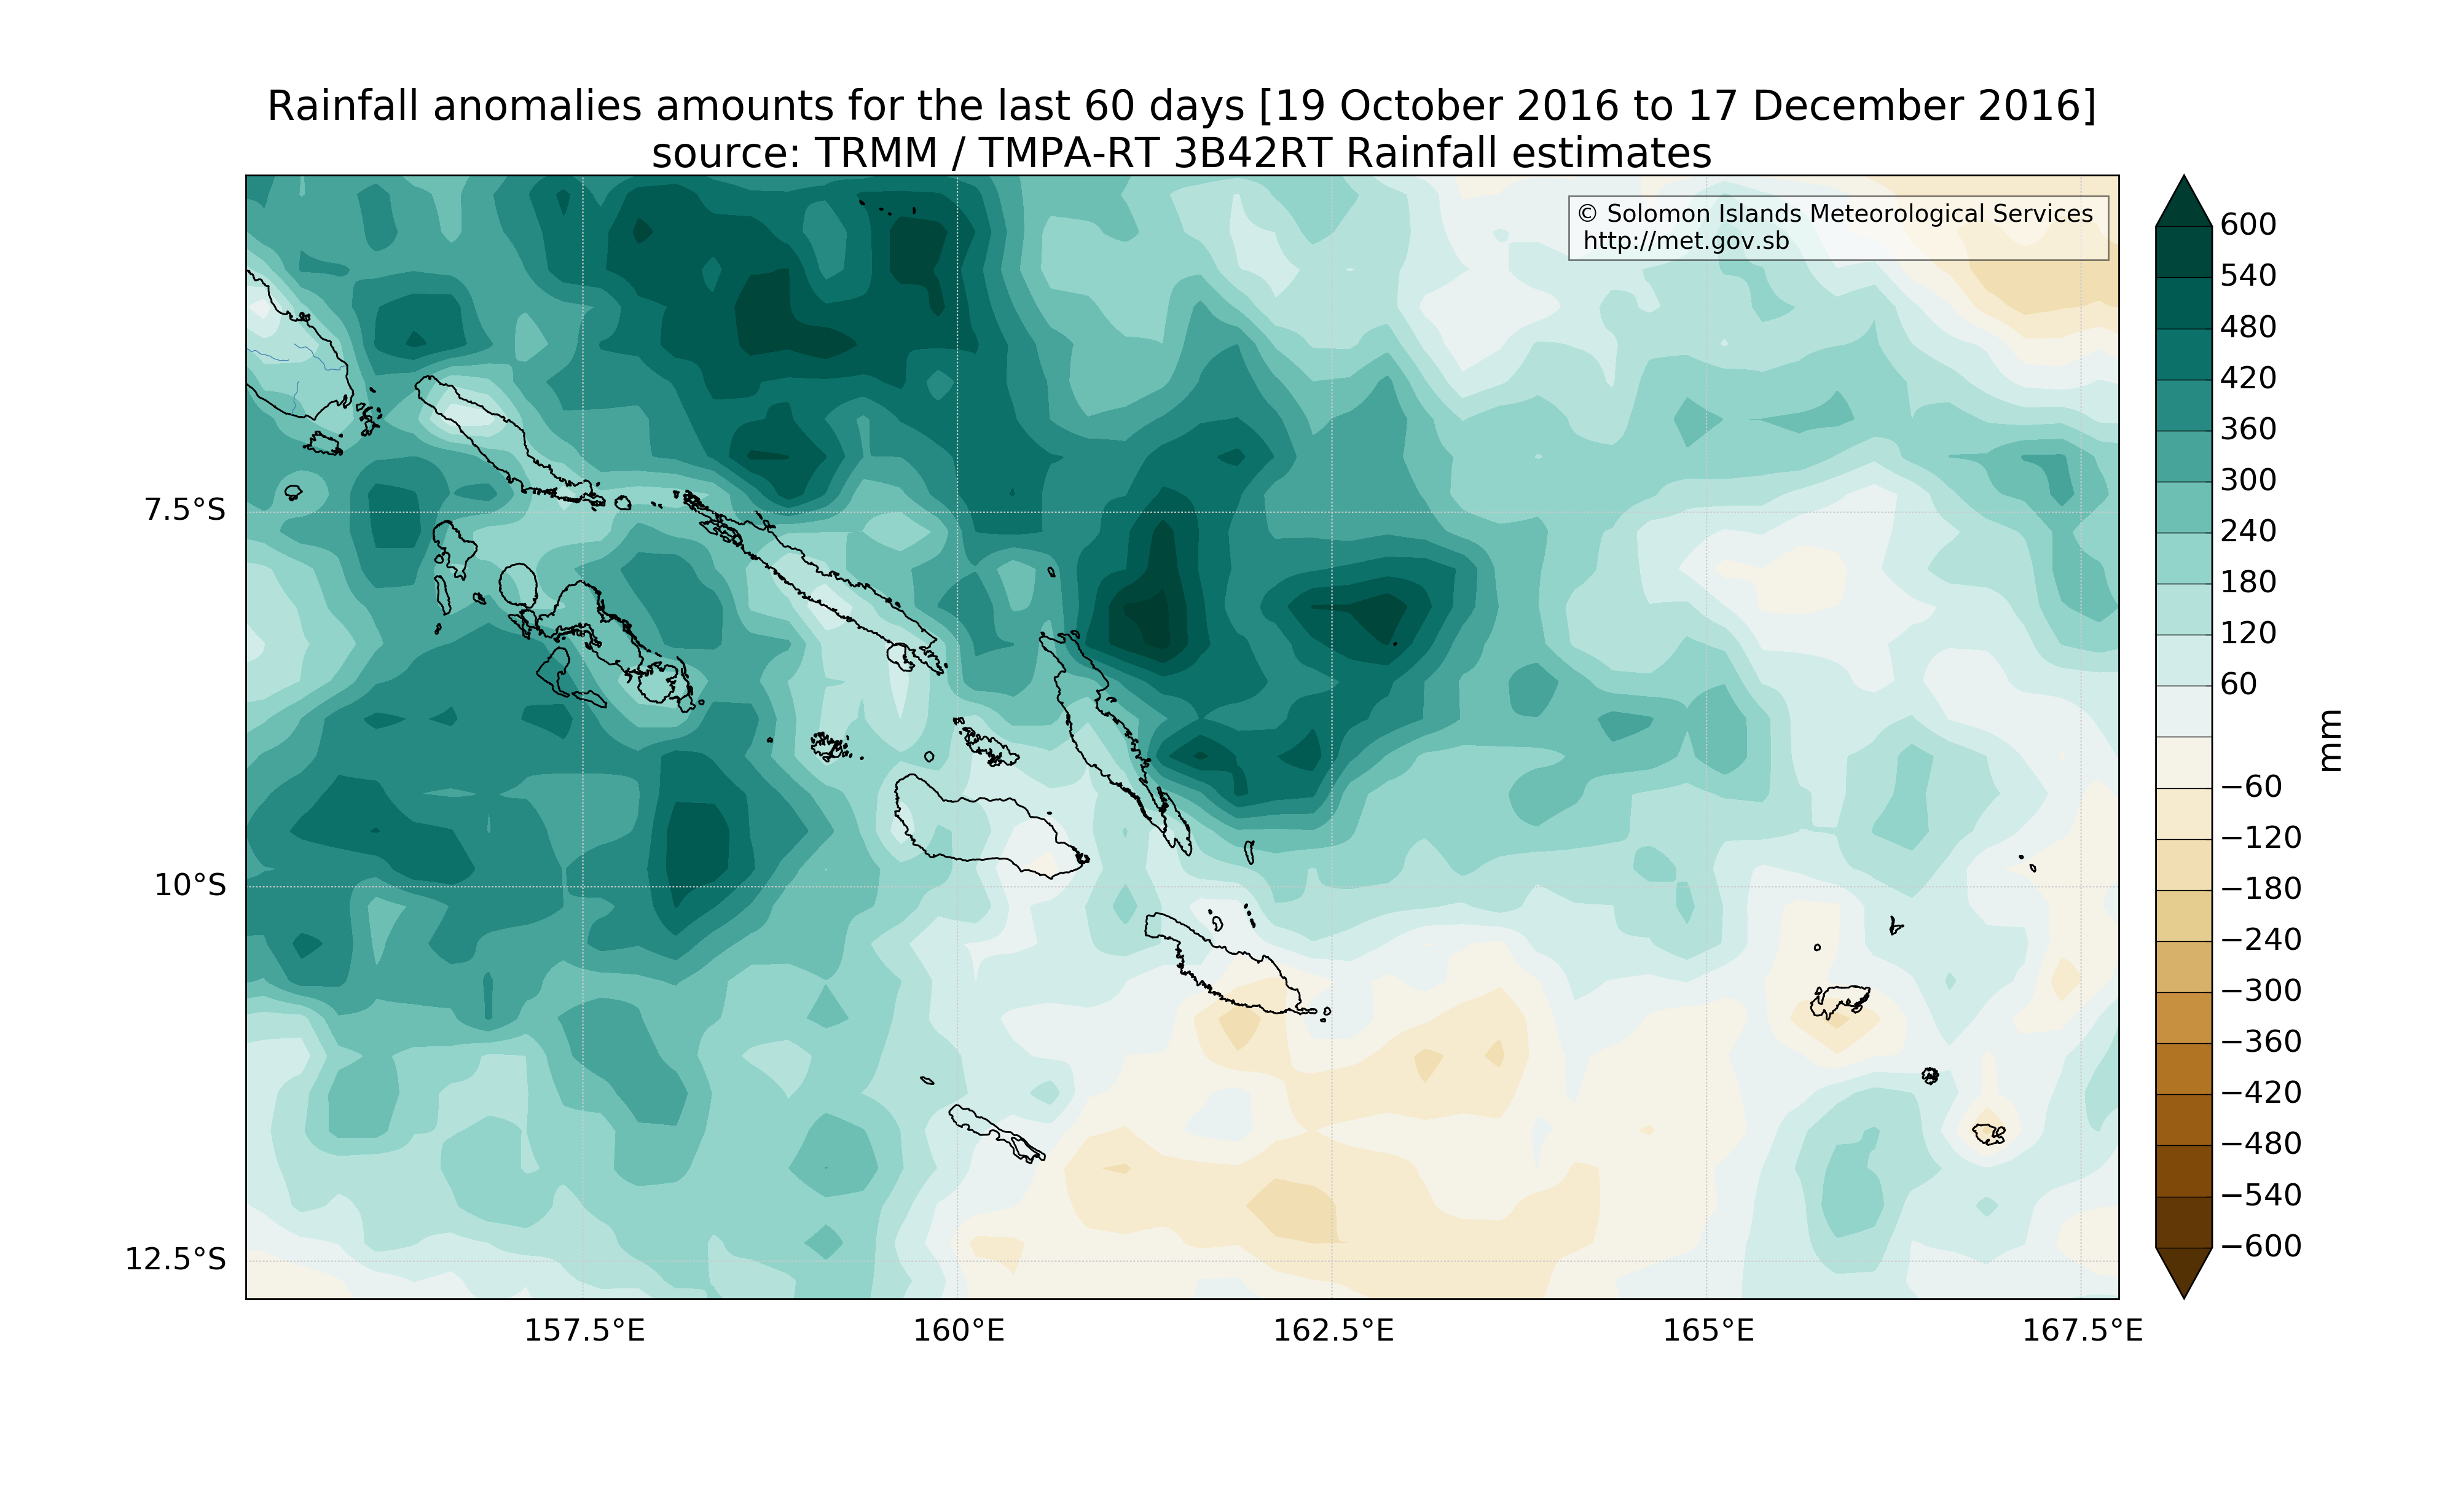 Rainfall anomalies amounts for the last 60 days [19 October 2016 to 17 December 2016]
source: TRMM / TMPA-RT 3B42RT Rainfall estimates
© Solomon Islands Meteorological Services
http://met.gov.sb
7.5°S
10°S
12.5°S
157.5°E
160°E
162.5°E
165°E
167.5°E
600
540
480
420
360
300
240
180
120
60
−60
−120
−180
−240
−300
−360
−420
−480
−540
−600
mm